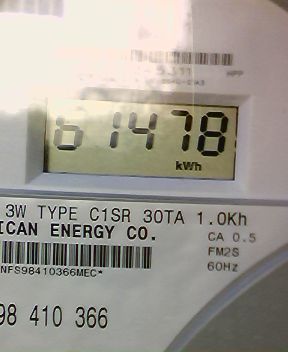 61478
kWh
3W TYPE C1SR 30TA 1.0Kh
ICAN ENERGY CO.
CA 0.5
FM2S
60Hz
NFS98410366MEC*
98 410 366